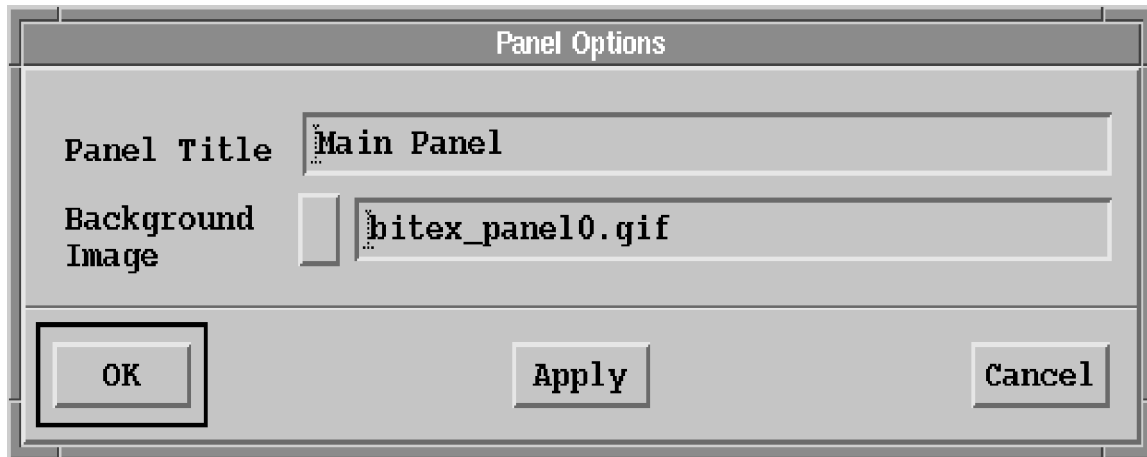 Panel Options
Panel Title Main Panel
Background Image bitex_panel0.gif
OK Apply Cancel